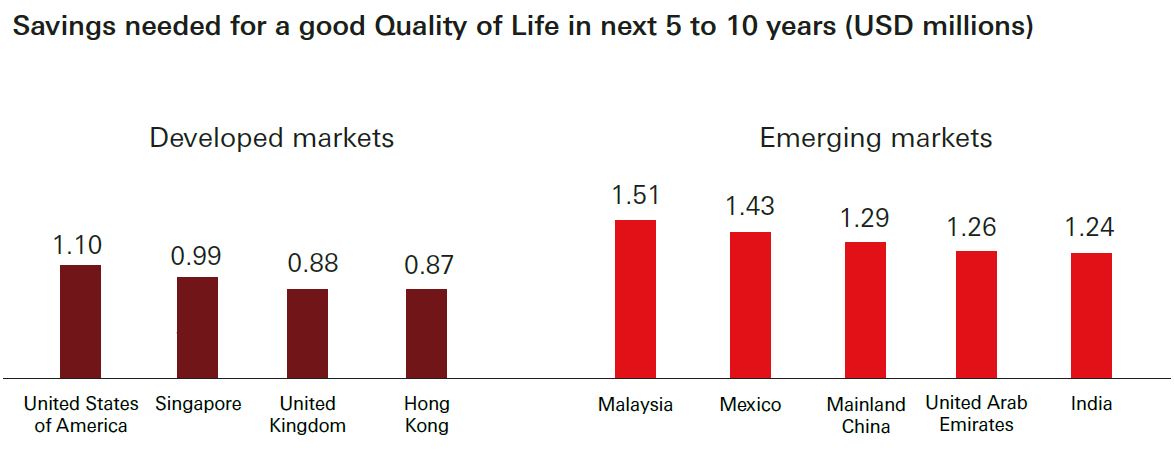 Savings needed for a good Quality of Life in next 5 to 10 years (USD millions)
Developed markets
1.10
0.99
0.88
0.87
United States
of America
Singapore
United
Kingdom
Hong
Kong
Emerging markets
1.51
1.43
1.29
1.26
1.24
Malaysia
Mexico
Mainland
China
United Arab
Emirates
India